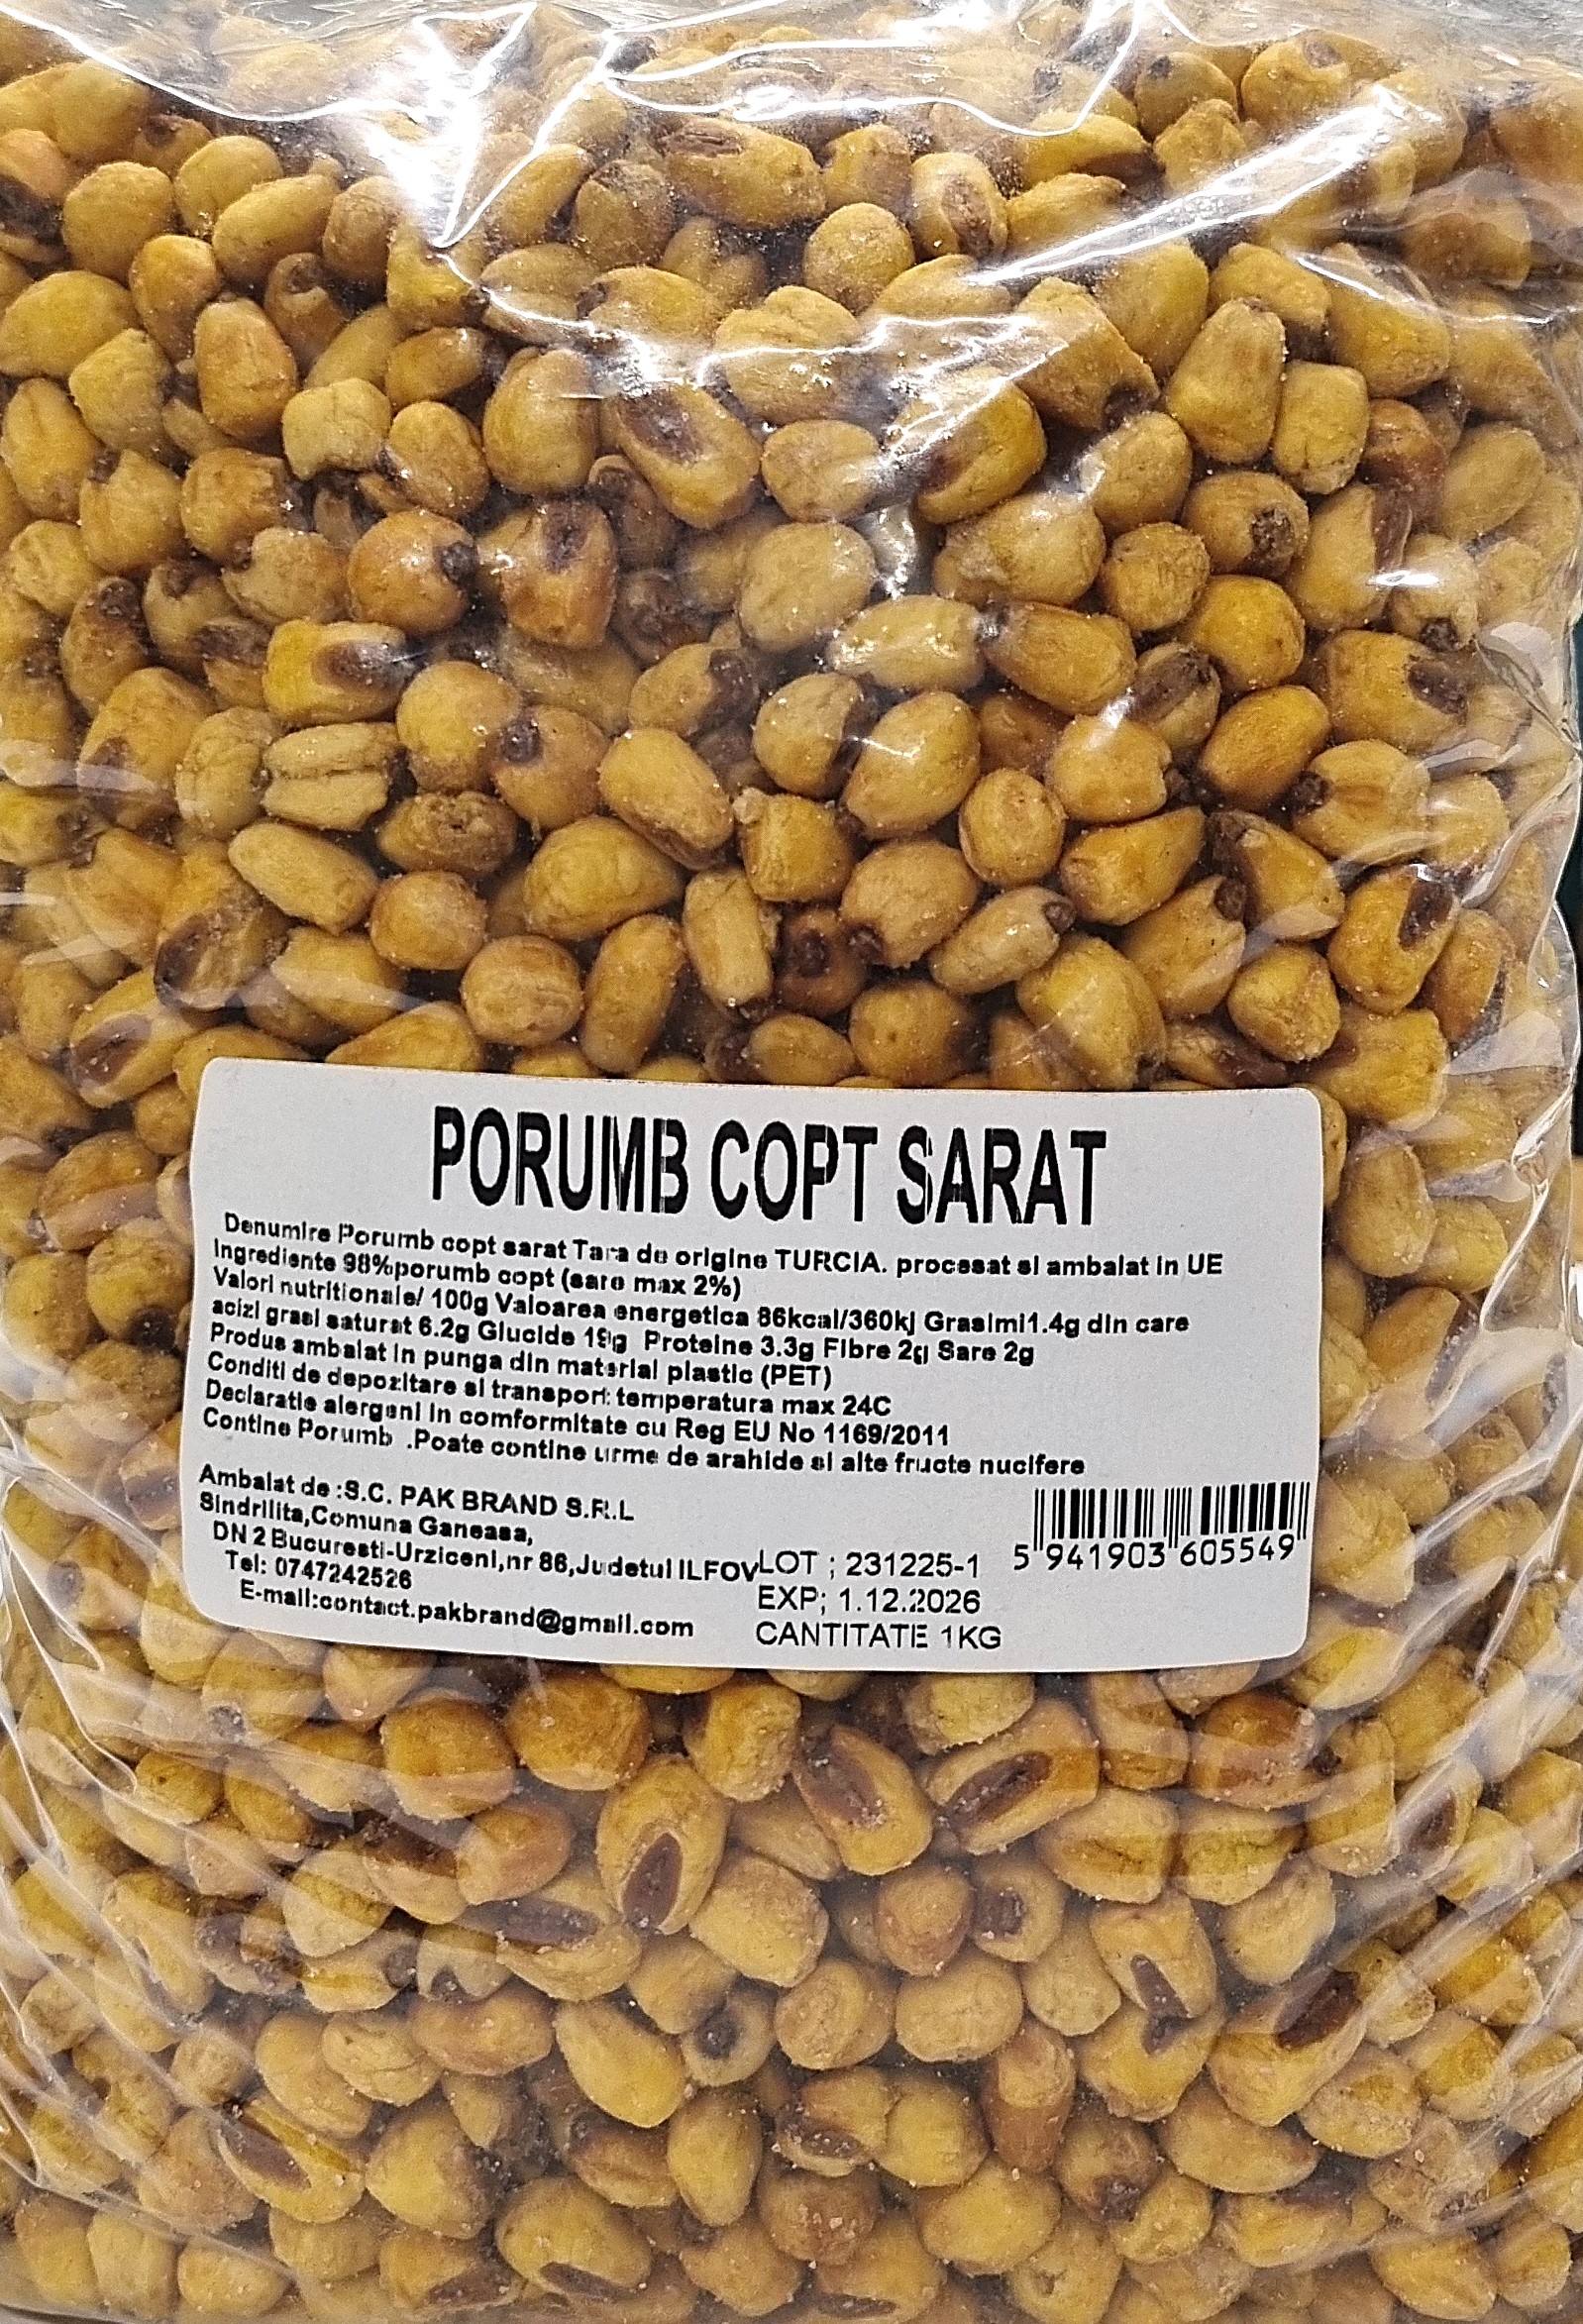 PORUMB COPT SARAT
Denumire Porumb copt sarat Tara de origine TURCIA. procesat si ambalat in UE
Ingrediente 98%porumb copt (sare max 2%)
Valori nutritionale/ 100g Valoarea energetica 86kcal/360kj Grasimi1.4g din care
acizi grasi saturat 6.2g Glucide 19g Proteine 3.3g Fibre 2g Sare 2g
Produs ambalat in punga din material plastic (PET)
Conditi de depozitare si transport: temperatura max 24C
Declaratie alergeni in comformitate cu Reg EU No 1169/2011
Contine Porumb .Poate contine urme de arahide si alte fructe nucifere
Ambalat de :S.C. PAK BRAND S.R.L
Sindrilita,Comuna Ganeasa,
DN 2 Bucuresti-Urziceni,nr 86,Judetul ILFOV
Tel: 0747242526
E-mail:contact.pakbrand@gmail.com
LOT ; 231225-1
EXP; 1.12.2026
CANTITATE 1KG
5 941903 605549